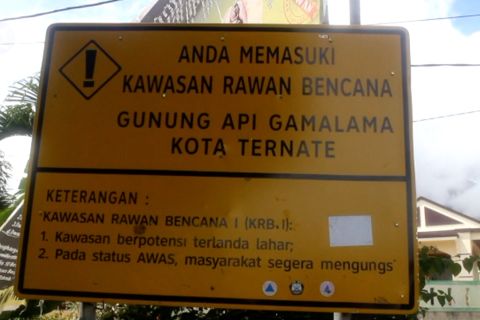 ANDA MEMASUKI
KAWASAN RAWAN BENCANA
GUNUNG API GAMALAMA
KOTA TERNATE
KETERANGAN :
KAWASAN RAWAN BENCANA I (KRB.I):
1. Kawasan berpotensi terlanda lahar;
2. Pada status AWAS, masyarakat segera mengungs